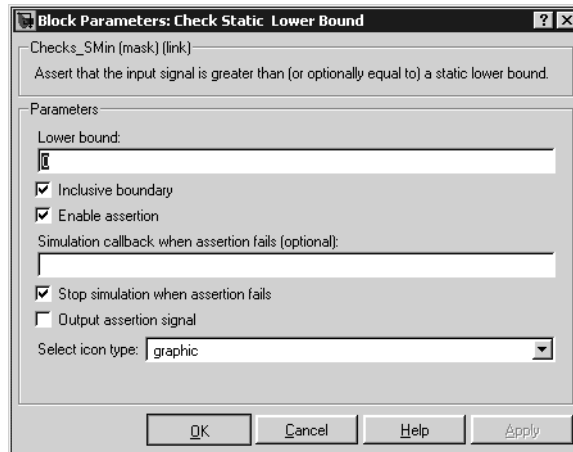 Block Parameters: Check Static Lower Bound
Checks_SMin (mask) (link)
Assert that the input signal is greater than (or optionally equal to) a static lower bound.
Parameters
Lower bound:
0
Inclusive boundary
Enable assertion
Simulation callback when assertion fails (optional):
Stop simulation when assertion fails
Output assertion signal
Select icon type: graphic
OK Cancel Help Apply